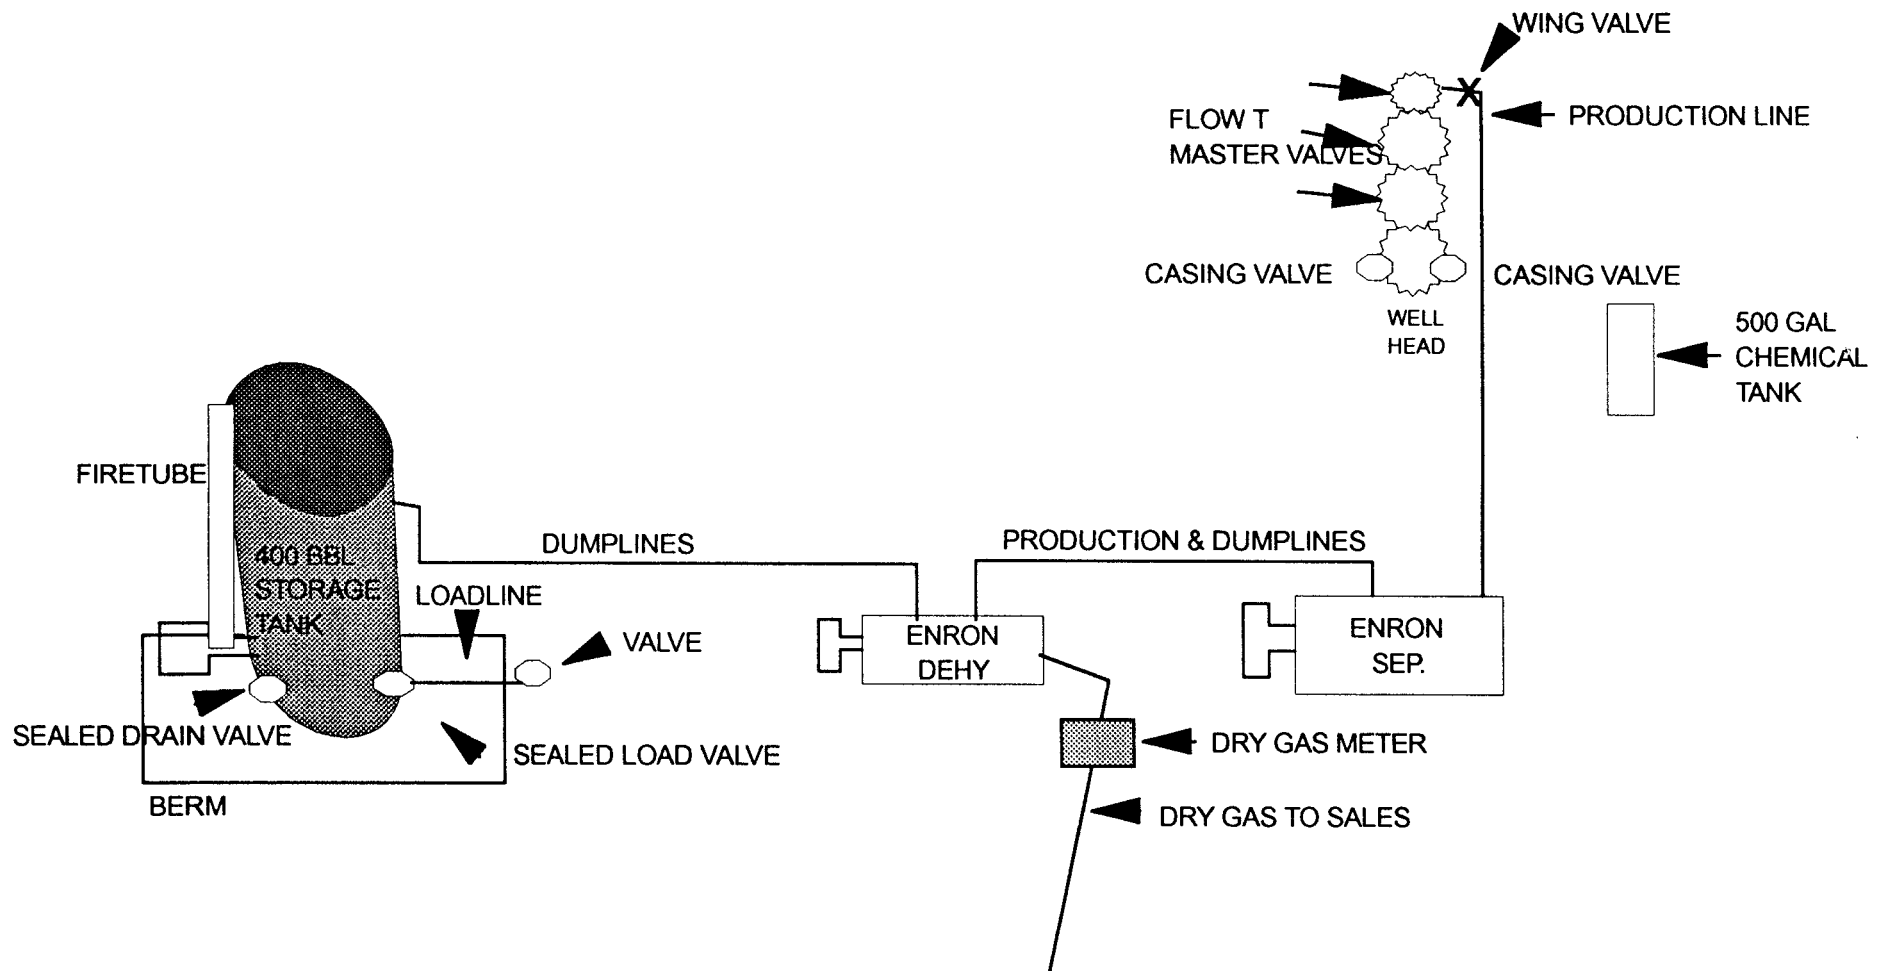 WING VALVE
FLOW T
MASTER VALVES
PRODUCTION LINE
CASING VALVE
CASING VALVE
WELL
HEAD
500 GAL
CHEMICAL
TANK
FIRETUBE
400 BBL
STORAGE
TANK
DUMPLINES
PRODUCTION & DUMPLINES
LOADLINE
VALVE
ENRON
DEHY
ENRON
SEP.
SEALED DRAIN VALVE
SEALED LOAD VALVE
DRY GAS METER
BERM
DRY GAS TO SALES